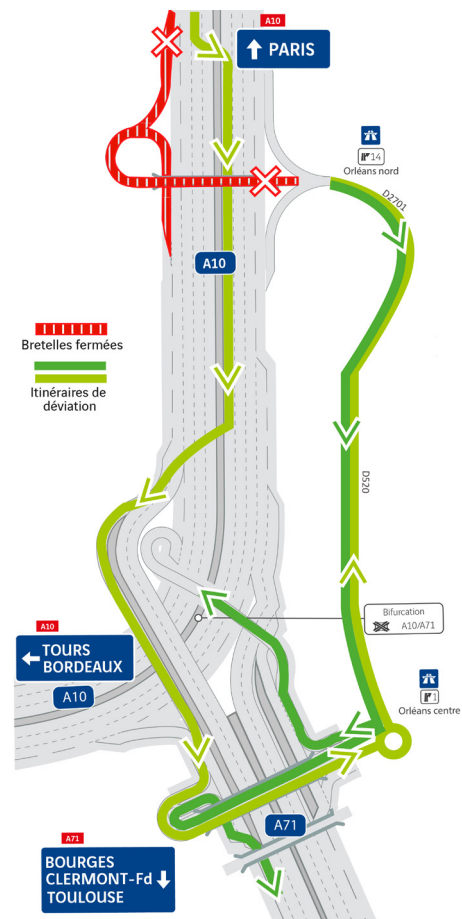 A10
PARIS
14
Orléans nord
D2701
A10
Bretelles fermées
Itinéraires de
déviation
D520
Bifurcation
A10/A71
A10
TOURS
BORDEAUX
A10
1
Orléans centre
A71
A71
BOURGES
CLERMONT-Fd
TOULOUSE